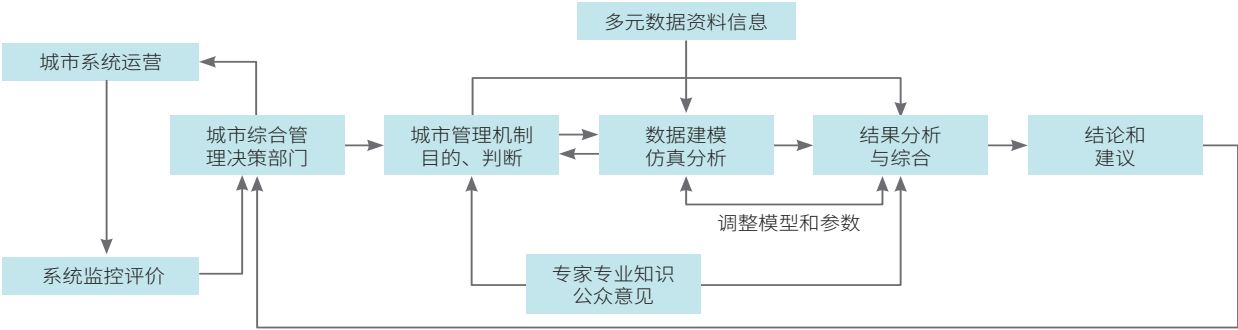 多元数据资料信息
城市系统运营
城市综合管
理决策部门
城市管理机制
目的、判断
数据建模
仿真分析
结果分析
与综合
结论和
建议
调整模型和参数
系统监控评价
专家专业知识
公众意见